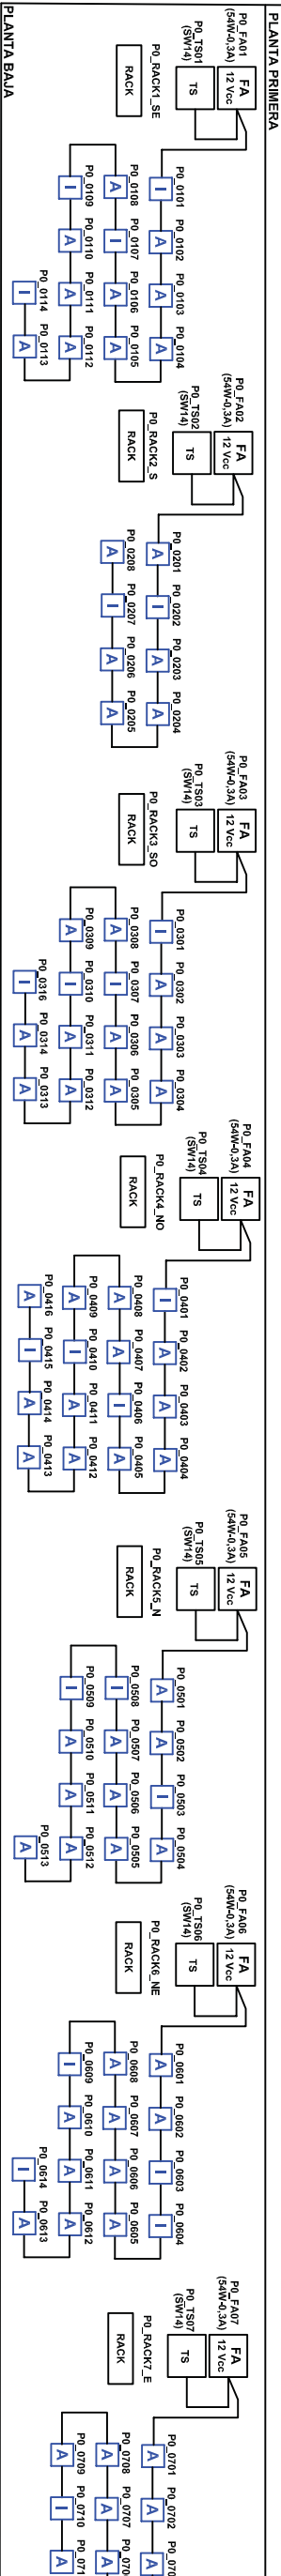 PLANTA PRIMERA
P0_FA01
(54W-0,3A)
FA
12 Vcc
P0_TS01
(SW14)
TS
P0_RACK1_SE
RACK
P0_0101 P0_0102 P0_0103 P0_0104
I A A A
P0_0108 P0_0107 P0_0106 P0_0105
A I A A
P0_0109 P0_0110 P0_0111 P0_0112
I A A A
P0_0114 P0_0113
I A
P0_FA02
(54W-0,3A)
FA
12 Vcc
P0_TS02
(SW14)
TS
P0_RACK2_S
RACK
P0_0201 P0_0202 P0_0203 P0_0204
A I A A
P0_0208 P0_0207 P0_0206 P0_0205
A I A A
P0_FA03
(54W-0,3A)
FA
12 Vcc
P0_TS03
(SW14)
TS
P0_RACK3_SO
RACK
P0_0301 P0_0302 P0_0303 P0_0304
I A A A
P0_0308 P0_0307 P0_0306 P0_0305
A I A A
P0_0309 P0_0310 P0_0311 P0_0312
A I A A
P0_0316 P0_0314 P0_0313
I A A
P0_FA04
(54W-0,3A)
FA
12 Vcc
P0_TS04
(SW14)
TS
P0_RACK4_NO
RACK
P0_0401 P0_0402 P0_0403 P0_0404
I A A A
P0_0408 P0_0407 P0_0406 P0_0405
A A I A
P0_0409 P0_0410 P0_0411 P0_0412
A I A A
P0_0416 P0_0415 P0_0414 P0_0413
A I A A
P0_FA05
(54W-0,3A)
FA
12 Vcc
P0_TS05
(SW14)
TS
P0_RACK5_N
RACK
P0_0501 P0_0502 P0_0503 P0_0504
A A I A
P0_0508 P0_0507 P0_0506 P0_0505
I A A A
P0_0509 P0_0510 P0_0511 P0_0512
I A A A
P0_0513
A
P0_FA06
(54W-0,3A)
FA
12 Vcc
P0_TS06
(SW14)
TS
P0_RACK6_NE
RACK
P0_0601 P0_0602 P0_0603 P0_0604
A A I I
P0_0608 P0_0607 P0_0606 P0_0605
A A A A
P0_0609 P0_0610 P0_0611 P0_0612
I A A A
P0_0614 P0_0613
I A
P0_FA07
(54W-0,3A)
FA
12 Vcc
P0_TS07
(SW14)
TS
P0_RACK7_E
RACK
P0_0701 P0_0702
A A A
P0_0708 P0_0707
A A A
P0_0709 P0_0710
A I A
PLANTA BAJA